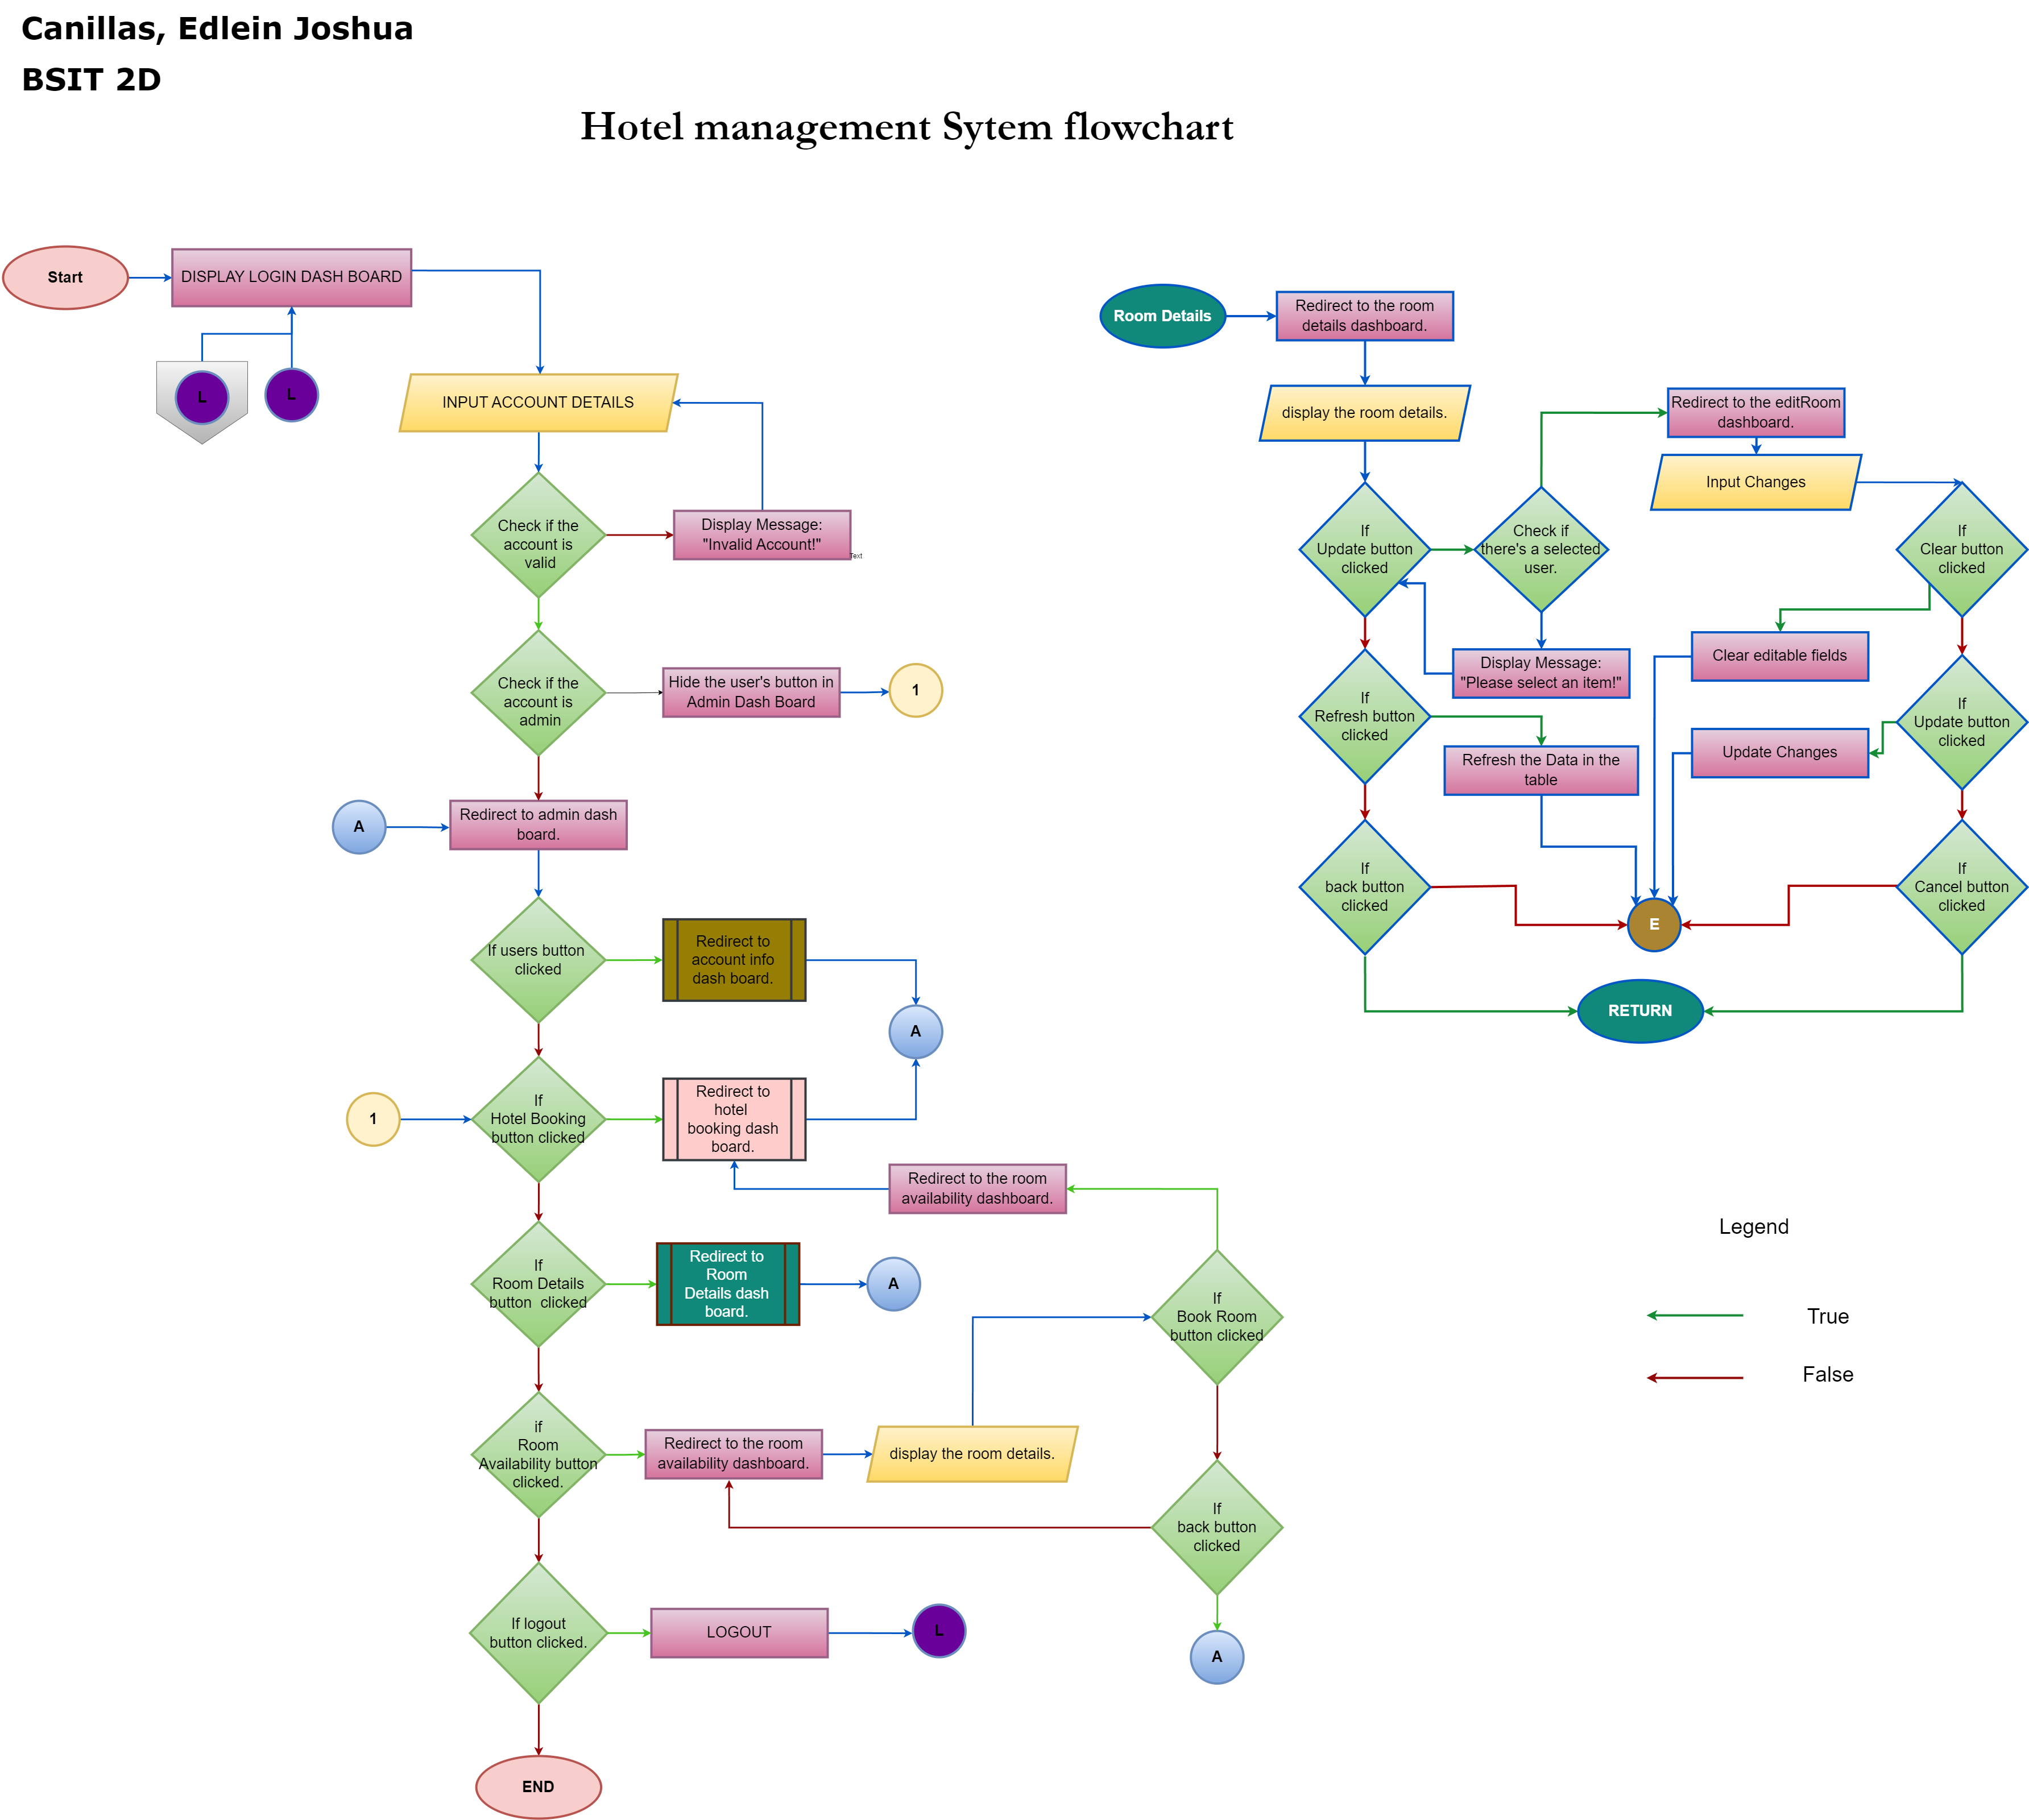 Canillas, Edlein Joshua
BSIT 2D
Hotel management Sytem flowchart
Start
DISPLAY LOGIN DASH BOARD
L
L
INPUT ACCOUNT DETAILS
Check if the
account is
valid
Display Message:
"Invalid Account!"
Text
Check if the
account is
admin
Hide the user's button in
Admin Dash Board
1
A
Redirect to admin dash
board.
If users button
clicked
Redirect to
account info
dash board.
A
1
If
Hotel Booking
button clicked
Redirect to
hotel
booking dash
board.
Redirect to the room
availability dashboard.
If
Room Details
button  clicked
Redirect to
Room
Details dash
board.
A
If
Book Room
button clicked
if
Room
Availability button
clicked.
Redirect to the room
availability dashboard.
display the room details.
If
back button
clicked
If logout
button clicked.
LOGOUT
L
A
END
Room Details
Redirect to the room
details dashboard.
display the room details.
Redirect to the editRoom
dashboard.
Input Changes
If
Update button
clicked
Check if
there's a selected
user.
If
Clear button
clicked
Display Message:
"Please select an item!"
Clear editable fields
If
Refresh button
clicked
Refresh the Data in the
table
Update Changes
If
Update button
clicked
If
back button
clicked
E
If
Cancel button
clicked
RETURN
Legend
True
False